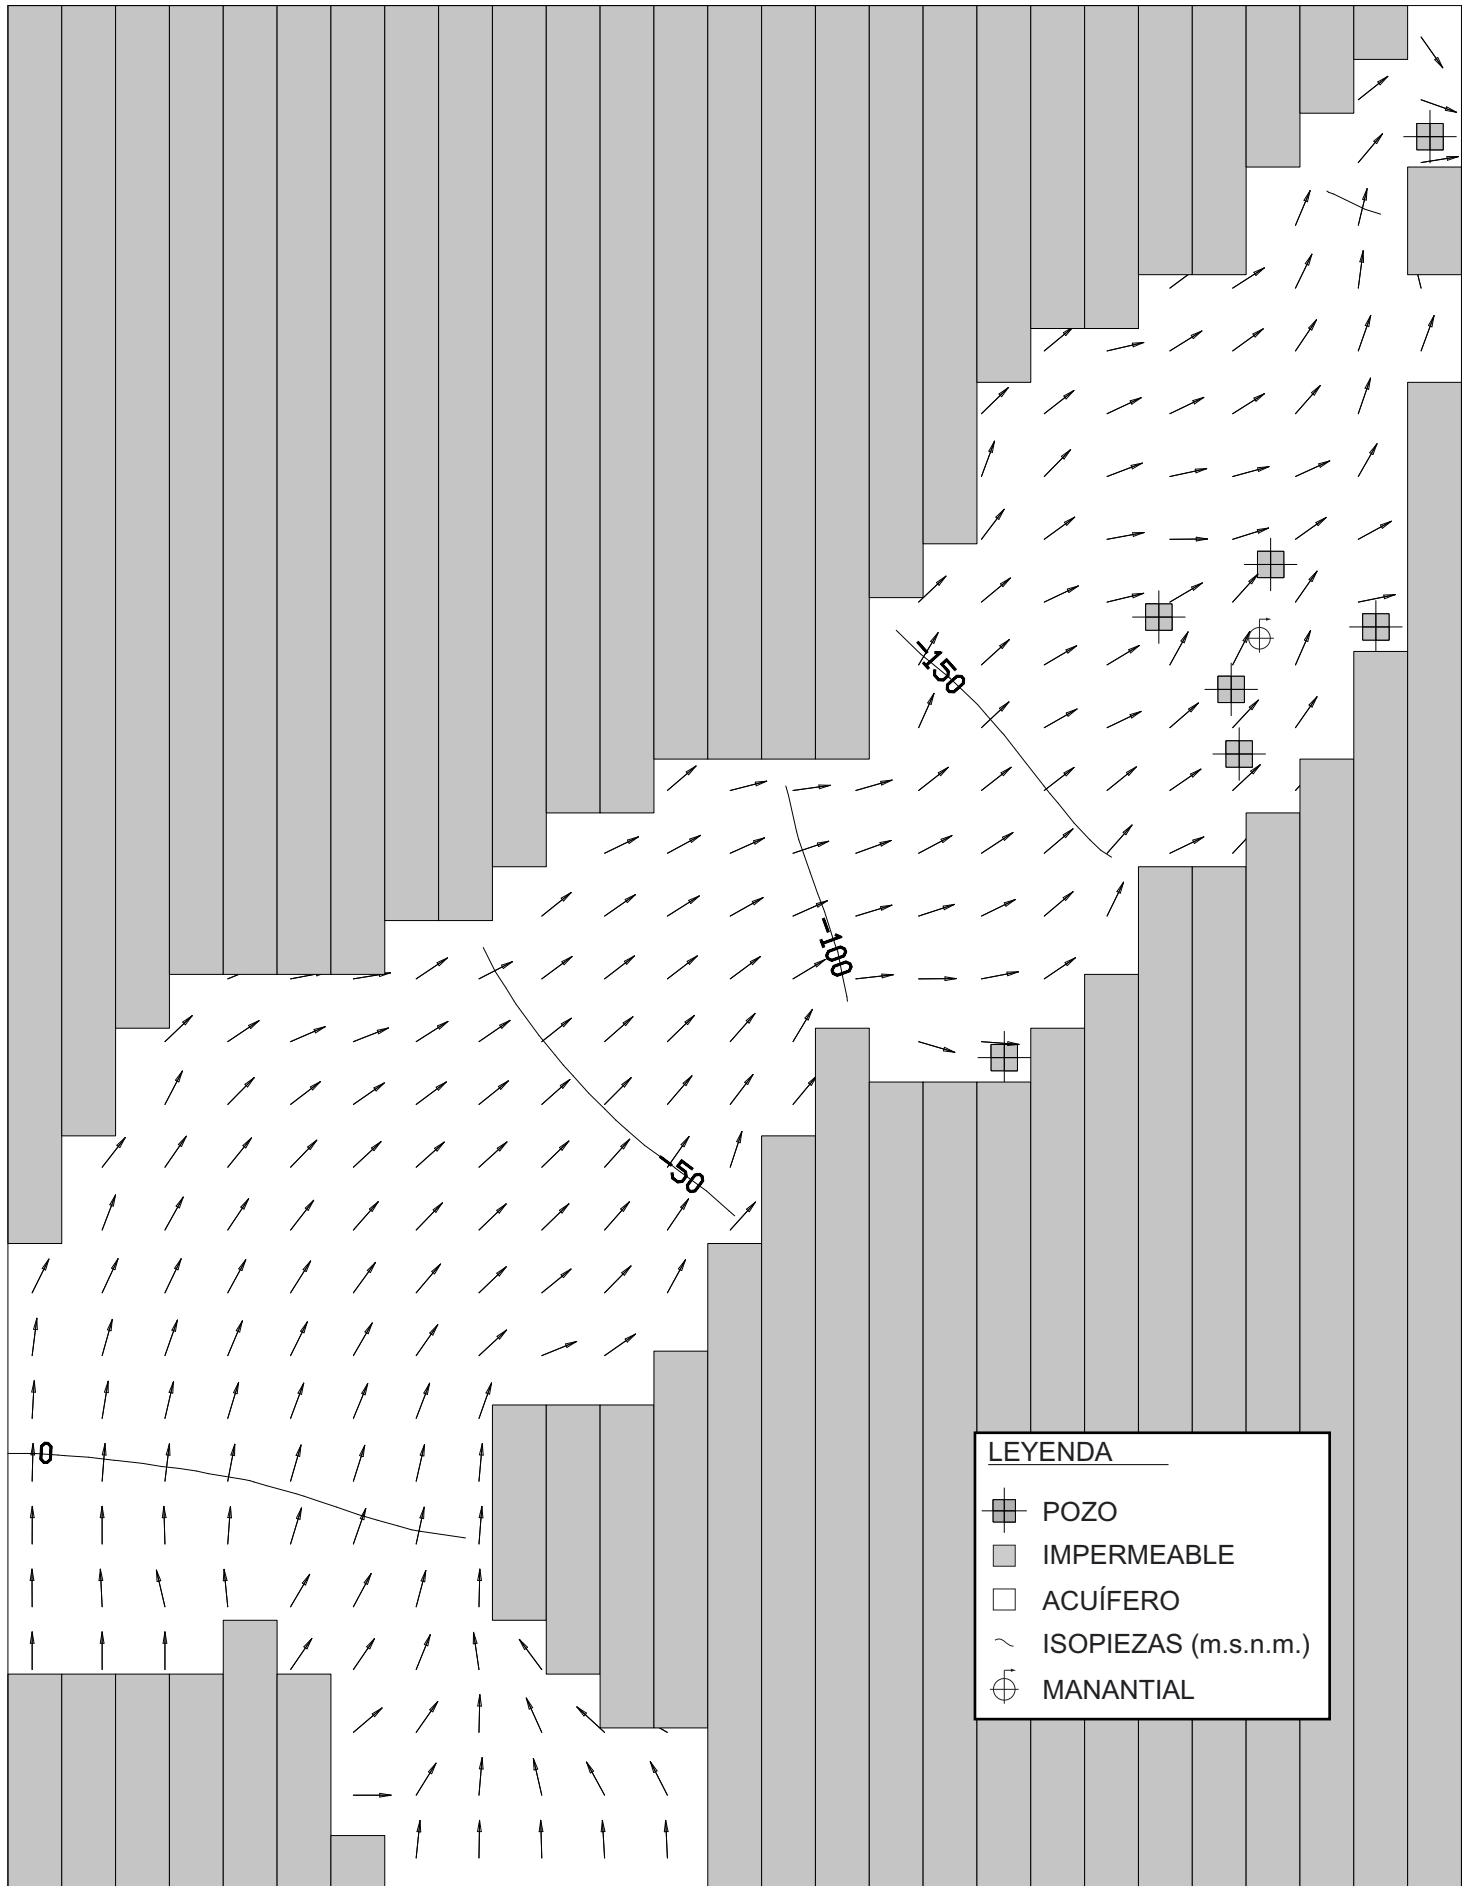 -150
-100
-50
0
LEYENDA
POZO
IMPERMEABLE
ACUÍFERO
ISOPIEZAS (m.s.n.m.)
MANANTIAL